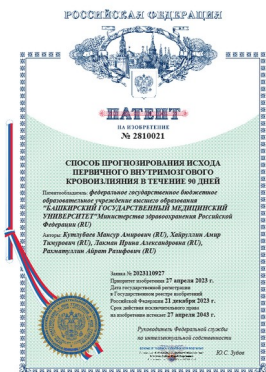 РОССИЙСКАЯ ФЕДЕРАЦИЯ
ПАТЕНТ
НА ИЗОБРЕТЕНИЕ
№ 2810021
СПОСОБ ПРОГНОЗИРОВАНИЯ ИСХОДА
ПЕРВИЧНОГО ВНУТРИМОЗГОВОГО
КРОВОИЗЛИЯНИЯ В ТЕЧЕНИЕ 90 ДНЕЙ
Патентообладатель: федеральное государственное бюджетное
образовательное учреждение высшего образования
"БАШКИРСКИЙ ГОСУДАРСТВЕННЫЙ МЕДИЦИНСКИЙ
УНИВЕРСИТЕТ" Министерства здравоохранения Российской
Федерации (RU)
Авторы: Кутлубаев Мансур Амирович (RU), Хайруллин Амир
Тимурович (RU), Лакман Ирина Александровна (RU),
Рахматуллин Айрат Разифович (RU)
Заявка № 2023110927
Приоритет изобретения 27 апреля 2023 г.
Дата государственной регистрации
в Государственном реестре изобретений
Российской Федерации 21 декабря 2023 г.
Срок действия исключительного права
на изобретение истекает 27 апреля 2043 г.
Руководитель Федеральной службы
по интеллектуальной собственности
Ю.С. Зубов